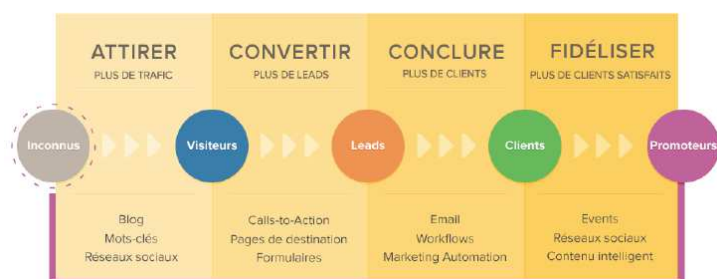 ATTIRER
PLUS DE TRAFIC
CONVERTIR
PLUS DE LEADS
CONCLURE
PLUS DE CLIENTS
FIDÉLISER
PLUS DE CLIENTS SATISFAITS
Inconnus
Visiteurs
Leads
Clients
Promoteurs
Blog
Mots-clés
Réseaux sociaux
Calls-to-Action
Pages de destination
Formulaires
Email
Workflows
Marketing Automation
Events
Réseaux sociaux
Contenu intelligent